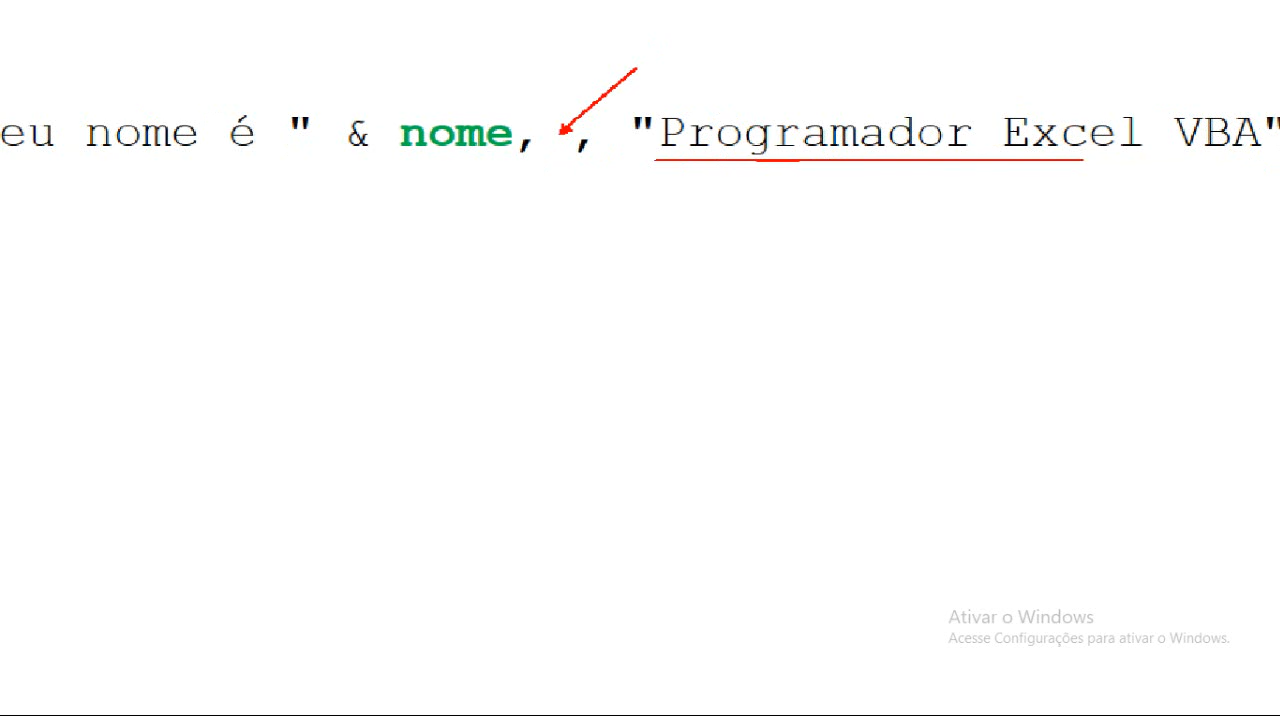 eu nome é " & nome, , "Programador Excel VBA"
Ativar o Windows
Acesse Configurações para ativar o Windows.